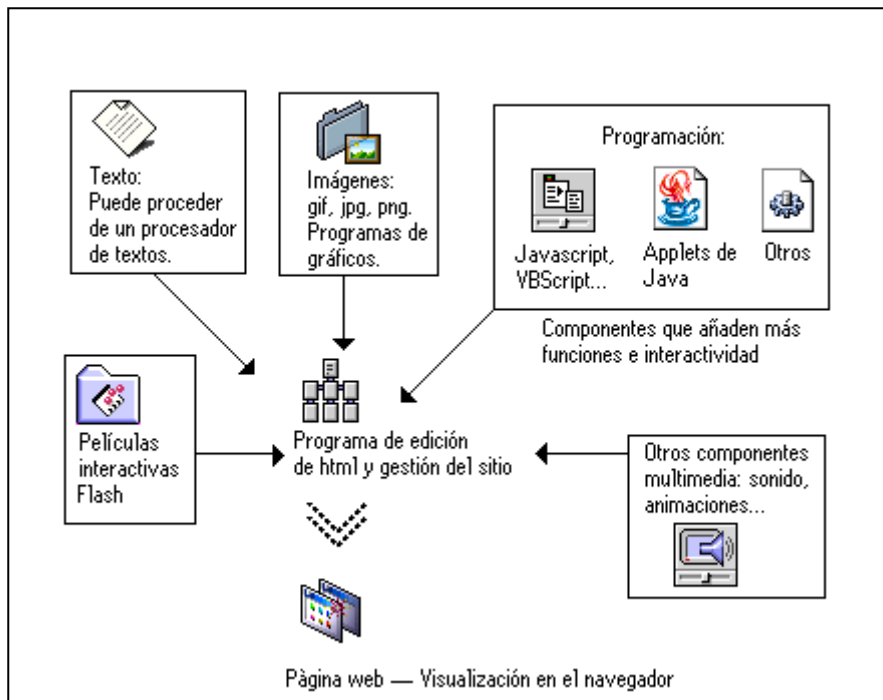 Texto:
Puede proceder
de un procesador
de textos.
Imágenes:
gif, jpg, png.
Programas de
gráficos.
Programación:
Javascript,
VBScript...
Applets de
Java
Otros
Componentes que añaden más
funciones e interactividad
Películas
interactivas
Flash
Programa de edición
de html y gestión del sitio
Otros componentes
multimedia: sonido,
animaciones...
Pàgina web — Visualización en el navegador